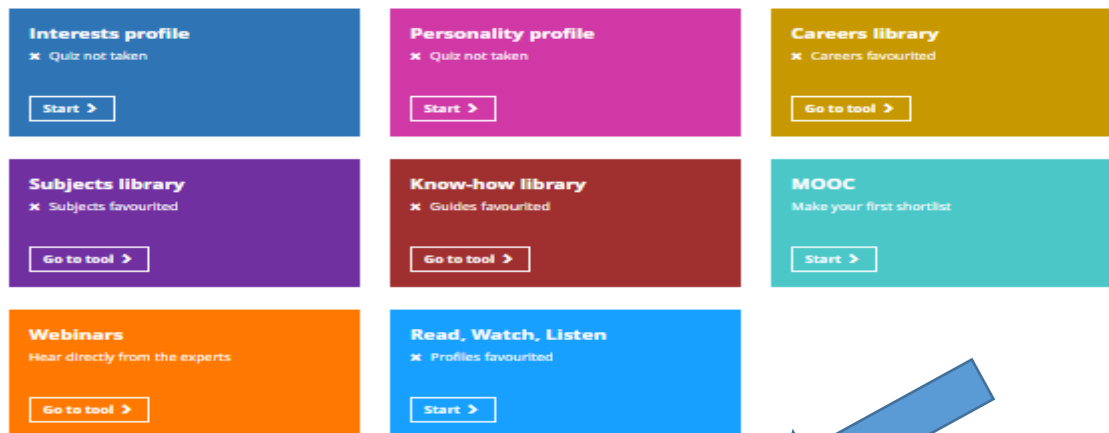 Interests profile
✖ Quiz not taken
Start >
Personality profile
✖ Quiz not taken
Start >
Careers library
✖ Careers favourited
Go to tool >
Subjects library
✖ Subjects favourited
Go to tool >
Know-how library
✖ Guides favourited
Go to tool >
MOOC
Make your first shortlist
Start >
Webinars
Hear directly from the experts
Go to tool >
Read, Watch, Listen
✖ Profiles favourited
Start >